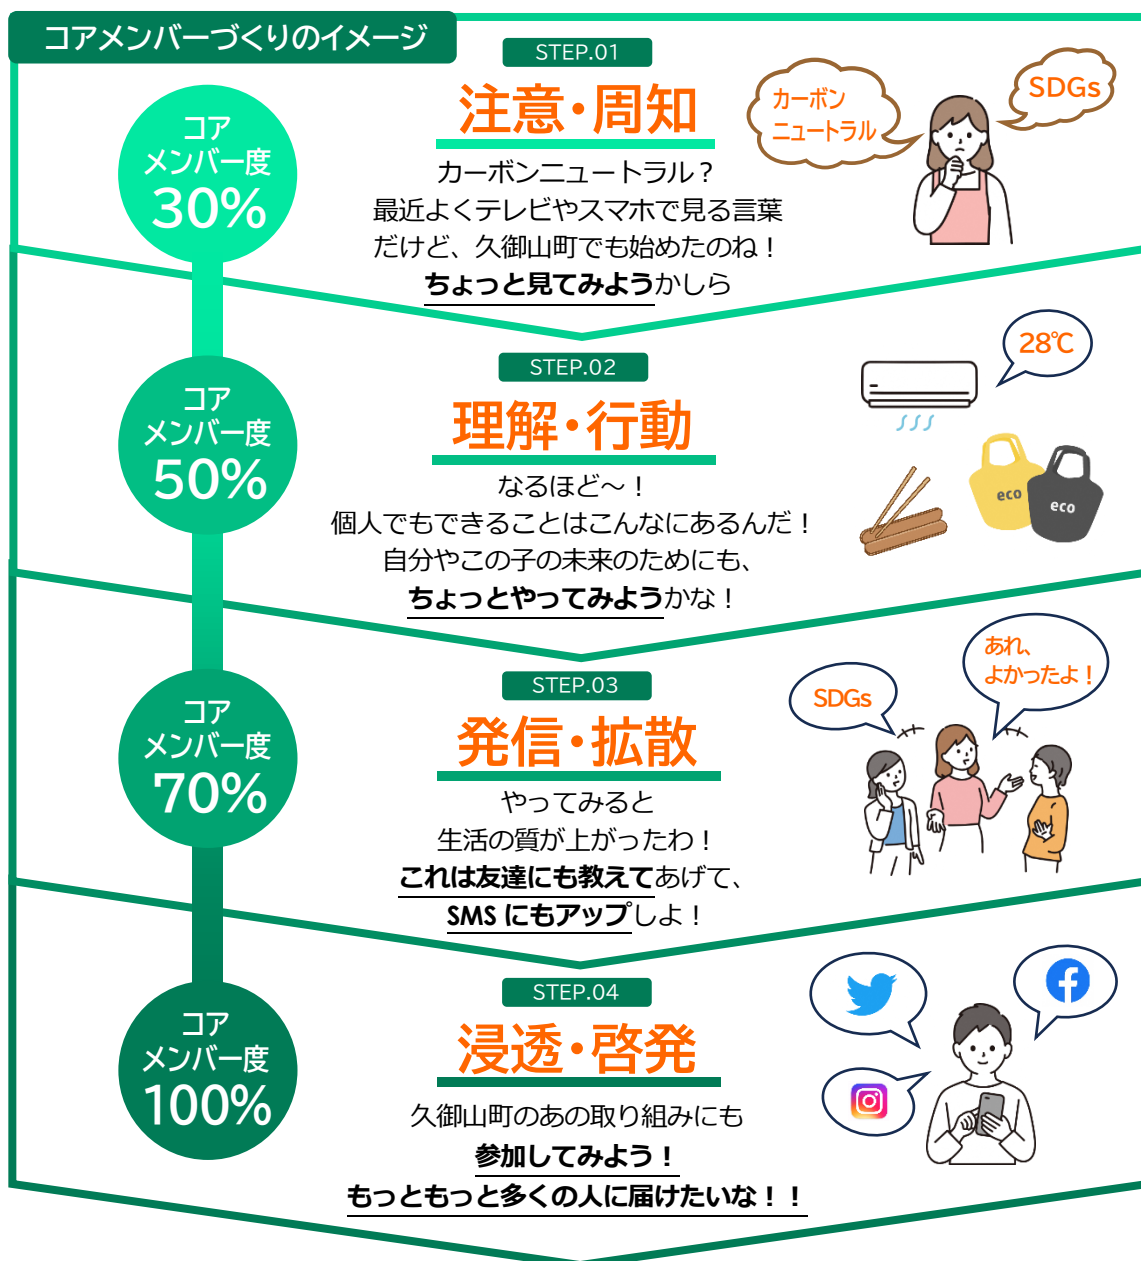 コアメンバーづくりのイメージ
STEP.01
注意・周知
コア
メンバー度
30%
カーボンニュートラル？
最近よくテレビやスマホで見る言葉
だけど、久御山町でも始めたのね！
ちょっと見てみようかしら
カーボン
ニュートラル
SDGs
STEP.02
理解・行動
コア
メンバー度
50%
なるほど～！
個人でもできることはこんなにあるんだ！
自分やこの子の未来のためにも、
ちょっとやってみようかな！
28℃
eco
eco
STEP.03
発信・拡散
コア
メンバー度
70%
やってみると
生活の質が上がったわ！
これは友達にも教えてあげて、
SMS にもアップしよ！
SDGs
あれ、
よかったよ！
STEP.04
浸透・啓発
コア
メンバー度
100%
久御山町のあの取り組みにも
参加してみよう！
もっともっと多くの人に届けたいな！！